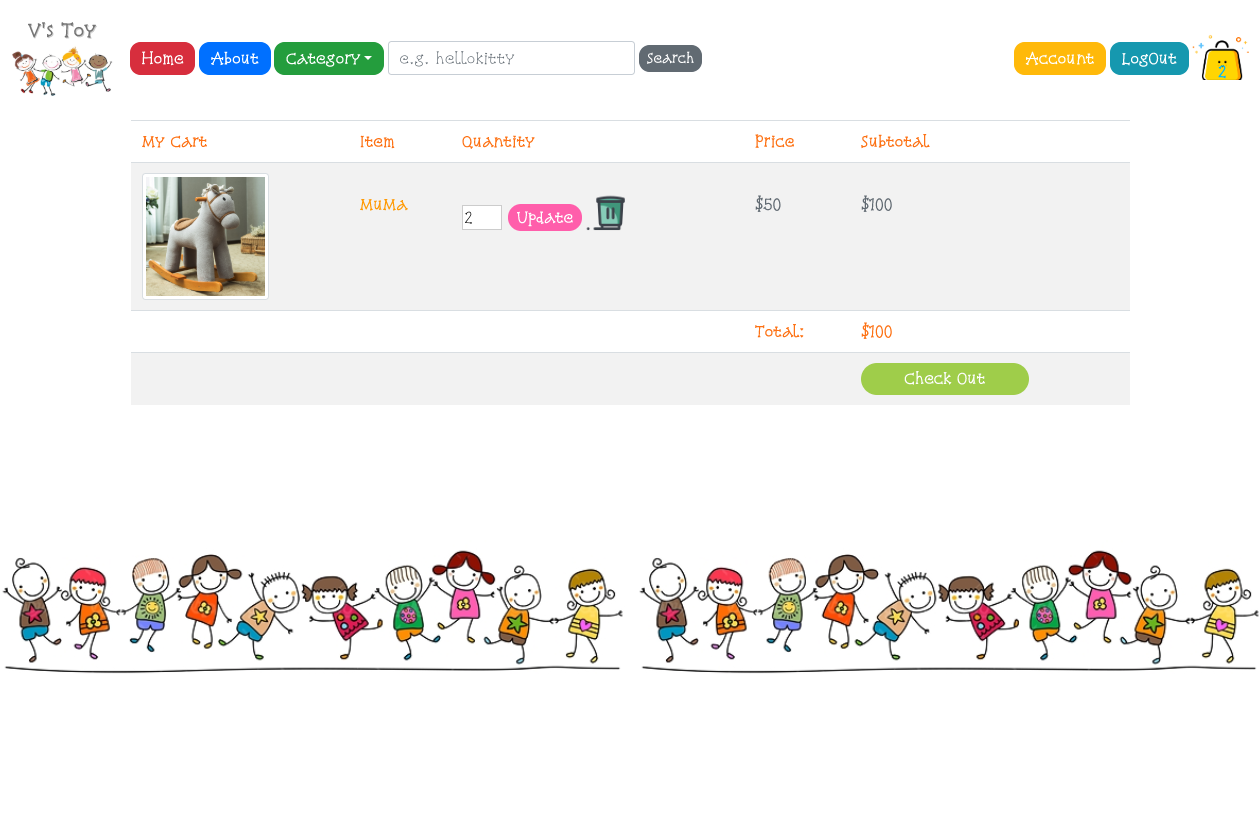 V's Toy
Home About Category e.g. hellokitty Search Account LogOut 2
My Cart Item Quantity Price Subtotal
MuMa 2 Update $50 $100
Total: $100
Check Out